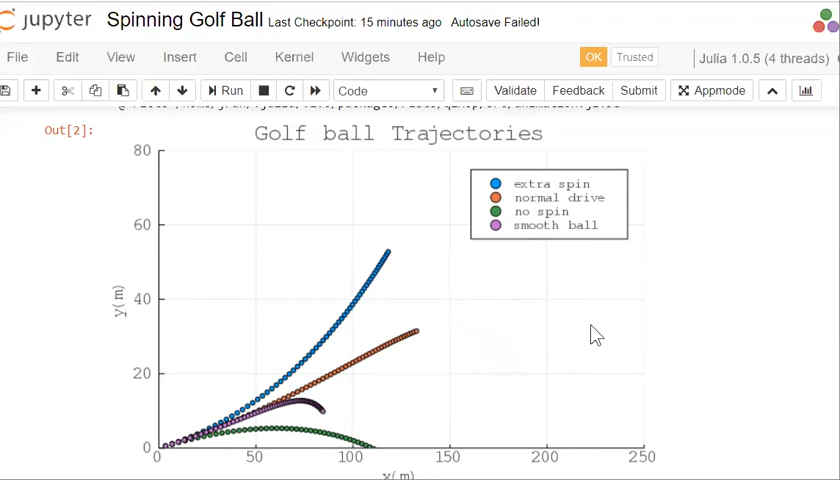 jupyter Spinning Golf Ball Last Checkpoint: 15 minutes ago Autosave Failed!
File Edit View Insert Cell Kernel Widgets Help OK Trusted Julia 1.0.5 (4 threads)
Run Code Validate Feedback Submit Appmode
Out[2]:
Golf ball Trajectories
80
60
40
20
0
y(m)
extra spin
normal drive
no spin
smooth ball
0 50 100 150 200 250
x(m)